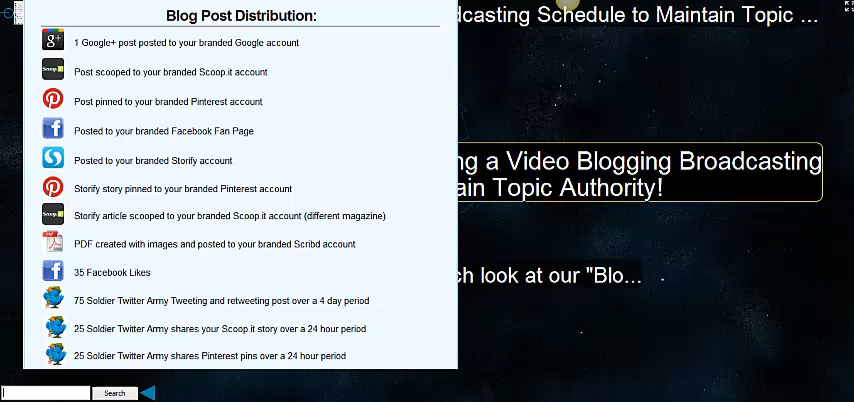 Blog Post Distribution:
dcasting Schedule to Maintain Topic ...
g+ 1 Google+ post posted to your branded Google account
Scoop.it Post scooped to your branded Scoop.it account
Post pinned to your branded Pinterest account
f Posted to your branded Facebook Fan Page
S Posted to your branded Storify account
Storify story pinned to your branded Pinterest account
Scoop.it Storify article scooped to your branded Scoop.it account (different magazine)
PDF PDF created with images and posted to your branded Scribd account
f 35 Facebook Likes
75 Soldier Twitter Army Tweeting and retweeting post over a 4 day period
25 Soldier Twitter Army shares your Scoop.it story over a 24 hour period
25 Soldier Twitter Army shares Pinterest pins over a 24 hour period
ng a Video Blogging Broadcasting
ain Topic Authority!
ch look at our "Blo...
Search